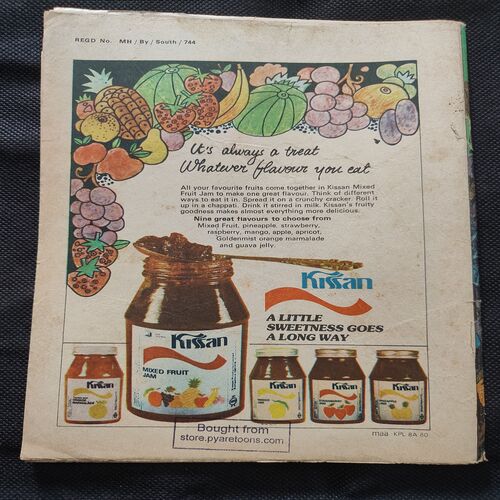 REGD No. MH / By / South / 744
It's always a treat
Whatever flavour you eat
All your favourite fruits come together in Kissan Mixed
Fruit Jam to make one great flavour. Think of different
ways to eat it in. Spread it on a crunchy cracker. Roll it
up in a chappati. Drink it stirred in milk. Kissan's fruity
goodness makes almost everything more delicious.
Nine great flavours to choose from
Mixed Fruit, pineapple, strawberry,
raspberry, mango, apple, apricot,
Goldenmist orange marmalade
and guava jelly.
Kissan
A LITTLE
SWEETNESS GOES
A LONG WAY
Kissan
MIXED FRUIT
JAM
Kissan
Kissan
Kissan
Kissan
Bought from
store.pyaretoons.com
maa KPL 8A 80